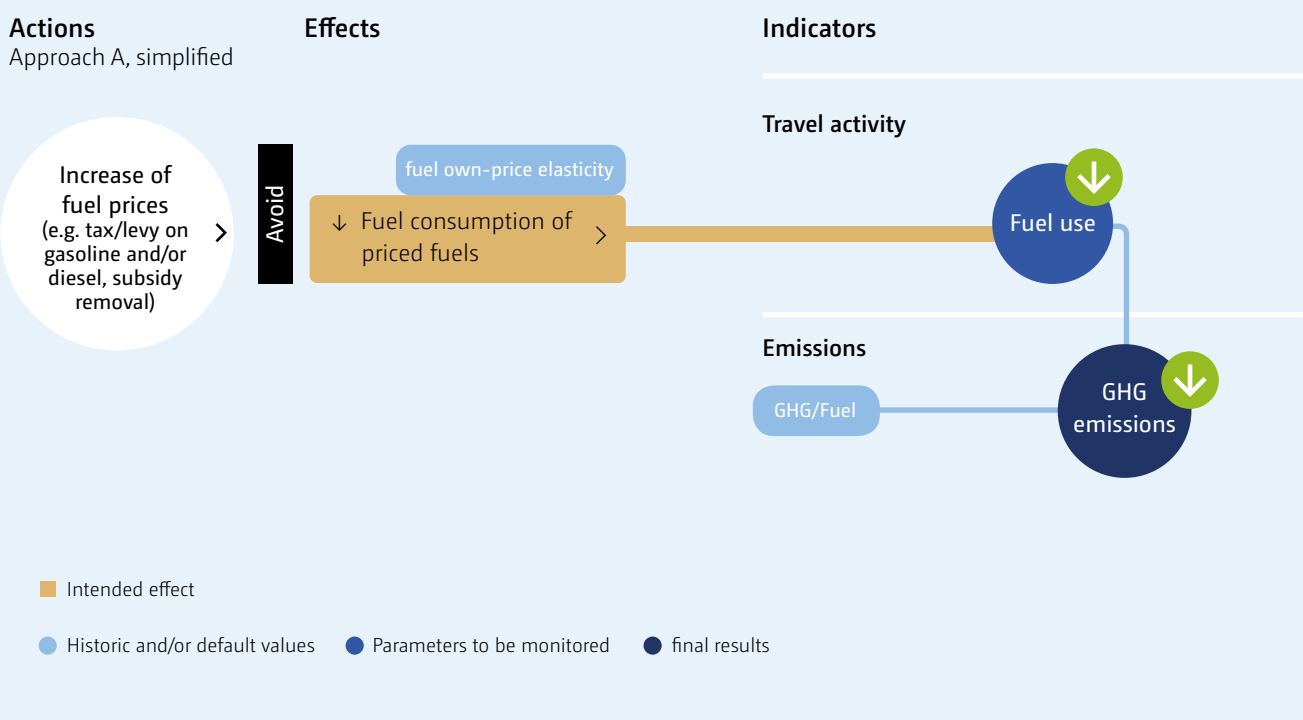 Actions
Approach A, simplified
Effects
Indicators
Travel activity
Increase of
fuel prices
(e.g. tax/levy on
gasoline and/or
diesel, subsidy
removal)
Avoid
fuel own-price elasticity
↓ Fuel consumption of
priced fuels
Fuel use
Emissions
GHG/Fuel
GHG
emissions
Intended effect
Historic and/or default values
Parameters to be monitored
final results